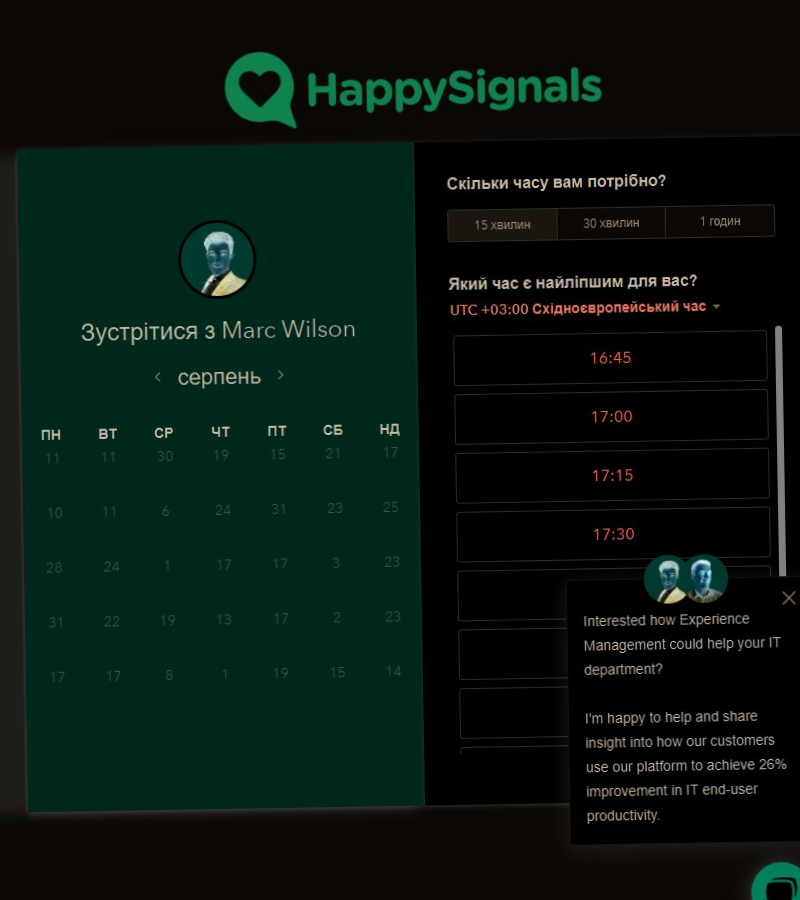 HappySignals
Зустрітися з Marc Wilson
серпень
ПН ВТ СР ЧТ ПТ СБ НД
11 11 30 19 15 21 17
10 11 6 24 31 23 25
28 24 1 17 17 3 23
31 22 19 13 17 2 23
17 17 8 1 19 15 14
Скільки часу вам потрібно?
15 хвилин 30 хвилин 1 годин
Який час є найліпшим для вас?
UTC +03:00 Східноєвропейський час
16:45
17:00
17:15
17:30
Interested how Experience
Management could help your IT
department?
I'm happy to help and share
insight into how our customers
use our platform to achieve 26%
improvement in IT end-user
productivity.